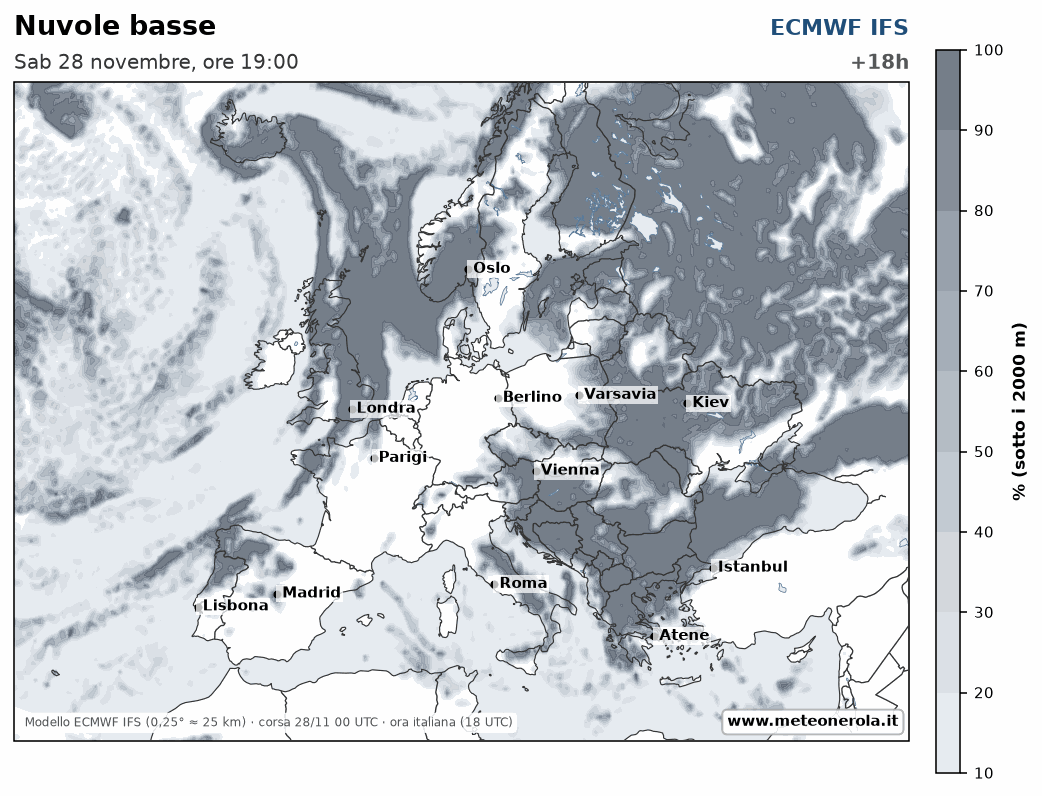 Nuvole basse
ECMWF IFS
Sab 28 novembre, ore 19:00
+18h
100
90
80
70
60
50
40
30
20
10
% (sotto i 2000 m)
Oslo
Berlino
Varsavia
Kiev
Londra
Parigi
Vienna
Istanbul
Roma
Madrid
Lisbona
Atene
Modello ECMWF IFS (0,25° ≈ 25 km) · corsa 28/11 00 UTC · ora italiana (18 UTC)
www.meteonerola.it